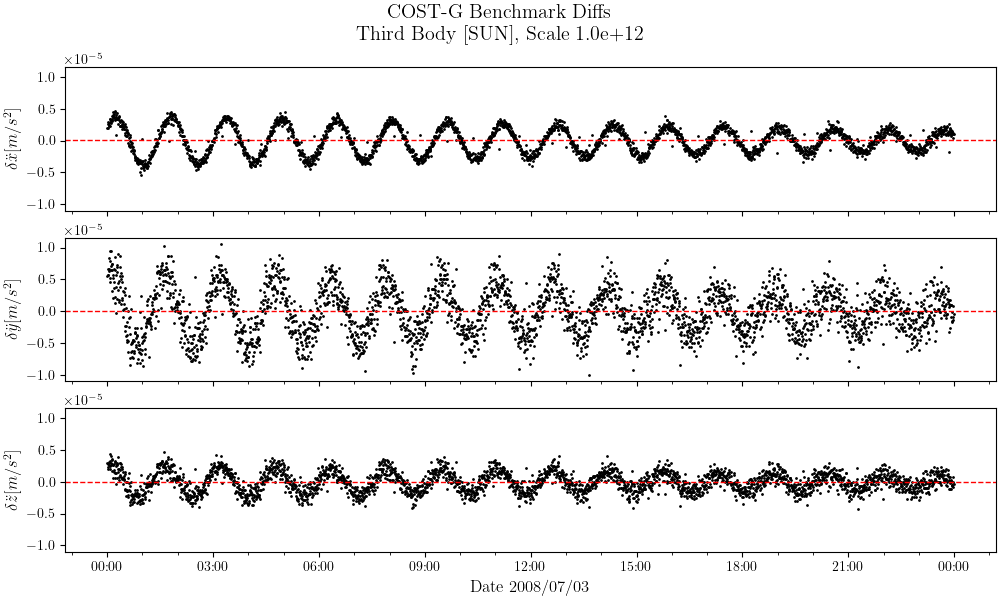 COST-G Benchmark Diffs
Third Body [SUN], Scale 1.0e+12
×10⁻⁵
1.0
0.5
0.0
−0.5
−1.0
δẍ[m/s²]
×10⁻⁵
1.0
0.5
0.0
−0.5
−1.0
δÿ[m/s²]
×10⁻⁵
1.0
0.5
0.0
−0.5
−1.0
δz̈[m/s²]
00:00 03:00 06:00 09:00 12:00 15:00 18:00 21:00 00:00
Date 2008/07/03